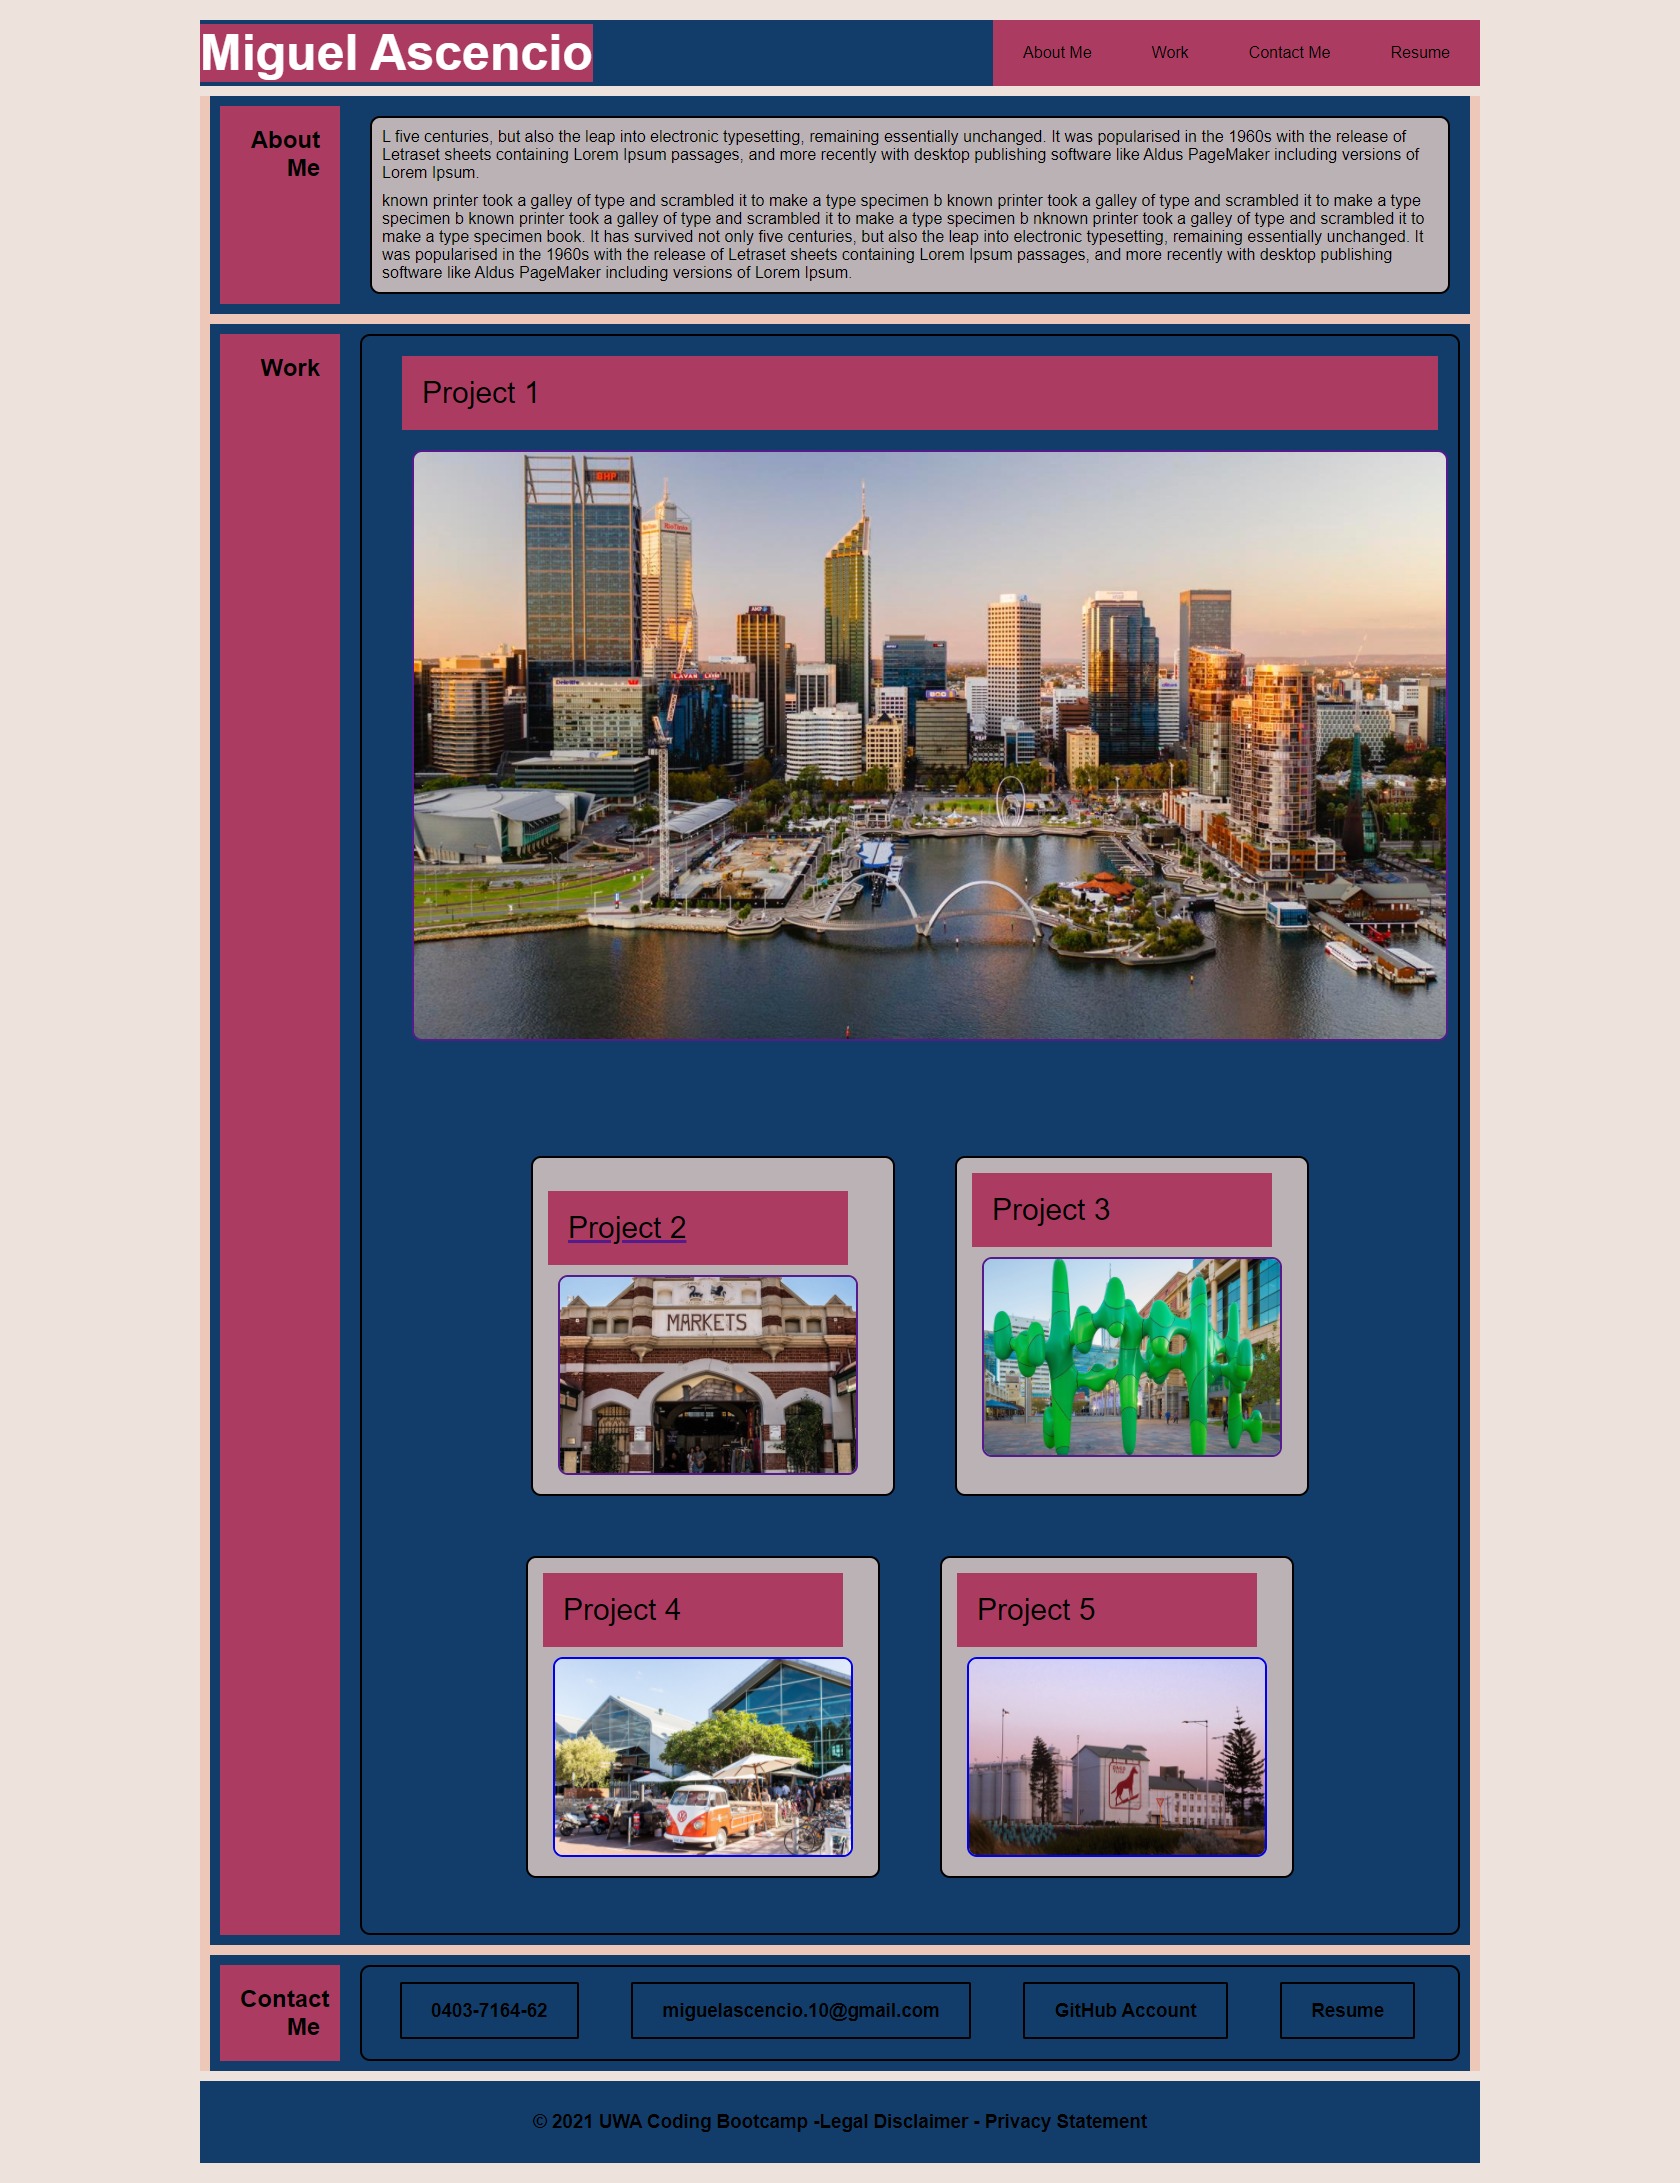 Miguel Ascencio
About Me
Work
Contact Me
Resume
About
Me
L five centuries, but also the leap into electronic typesetting, remaining essentially unchanged. It was popularised in the 1960s with the release of
Letraset sheets containing Lorem Ipsum passages, and more recently with desktop publishing software like Aldus PageMaker including versions of
Lorem Ipsum.
known printer took a galley of type and scrambled it to make a type specimen b known printer took a galley of type and scrambled it to make a type
specimen b known printer took a galley of type and scrambled it to make a type specimen b nknown printer took a galley of type and scrambled it to
make a type specimen book. It has survived not only five centuries, but also the leap into electronic typesetting, remaining essentially unchanged. It
was popularised in the 1960s with the release of Letraset sheets containing Lorem Ipsum passages, and more recently with desktop publishing
software like Aldus PageMaker including versions of Lorem Ipsum.
Work
Project 1
BHP
RioTinto
AMP
Deloitte
LAVAN
Project 2
MARKETS
Project 3
Project 4
Project 5
Contact
Me
0403-7164-62
miguelascencio.10@gmail.com
GitHub Account
Resume
© 2021 UWA Coding Bootcamp -Legal Disclaimer - Privacy Statement